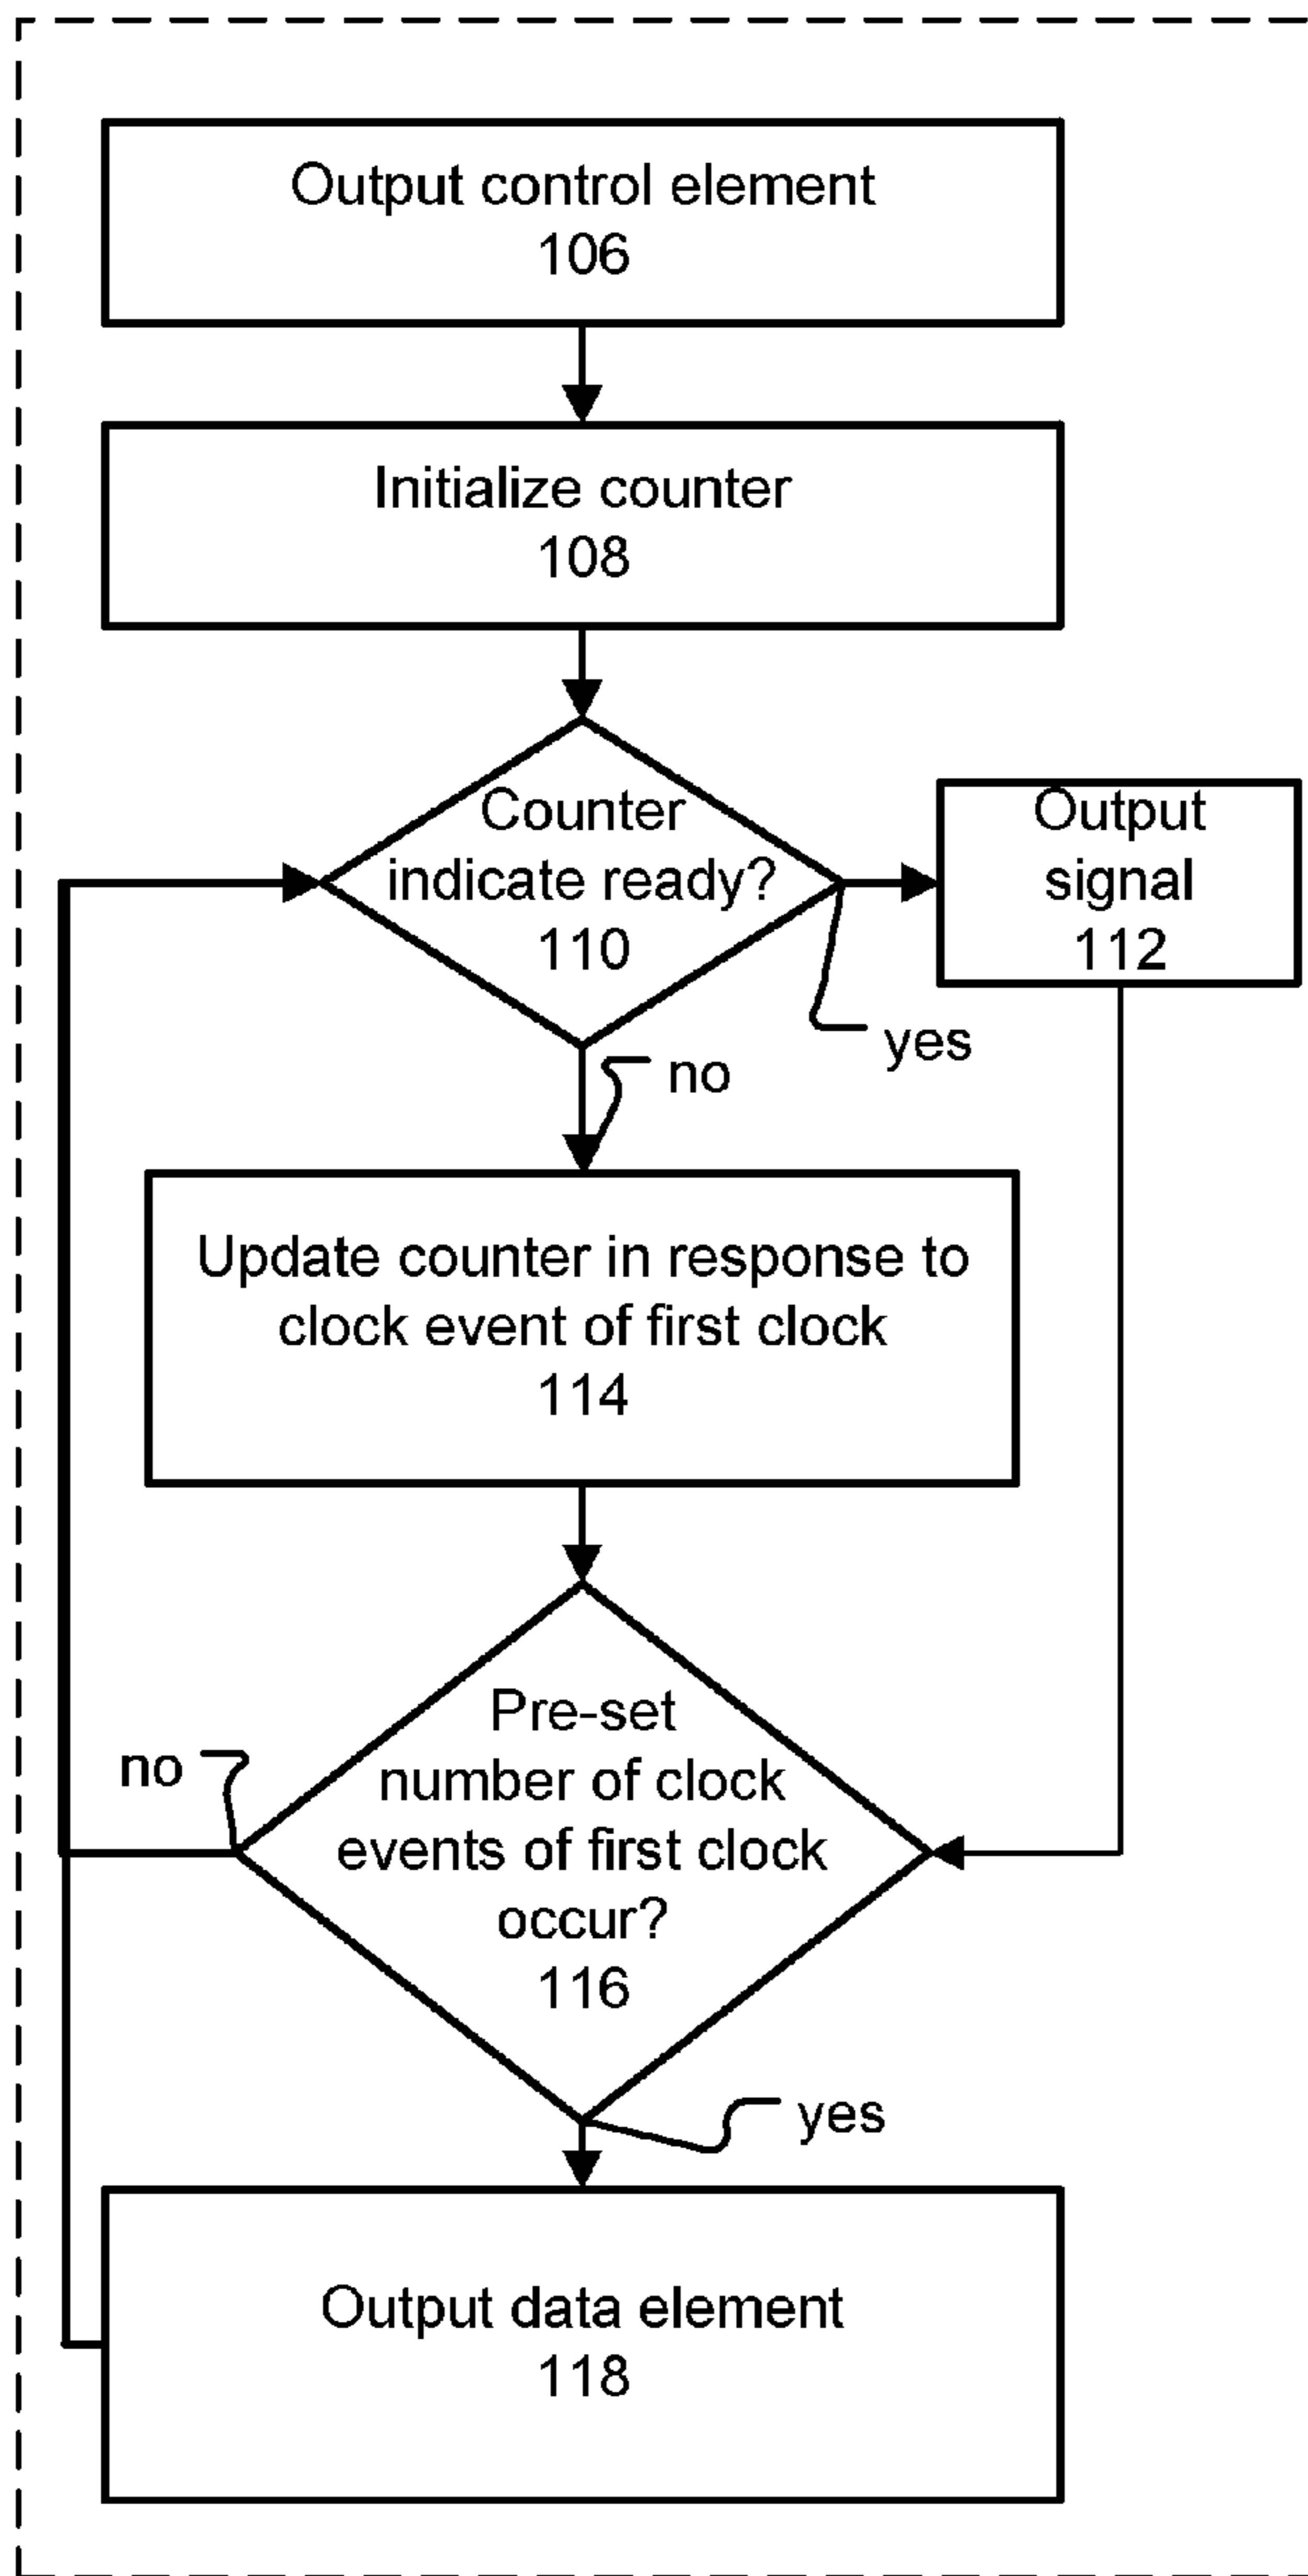 Output control element
106
Initialize counter
108
Counter
indicate ready?
110
Output
signal
112
yes
no
Update counter in response to
clock event of first clock
114
Pre-set
number of clock
events of first clock
occur?
116
no
yes
Output data element
118